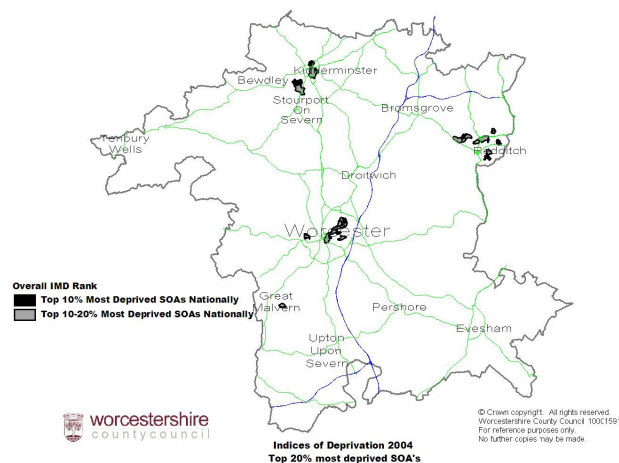 Kidderminster
Bewdley
Stourport
On
Severn
Bromsgrove
Tenbury
Wells
Redditch
Droitwich
Worcester
Overall IMD Rank
Top 10% Most Deprived SOAs Nationally
Top 10-20% Most Deprived SOAs Nationally
Great
Malvern
Pershore
Evesham
Upton
Upon
Severn
worcestershire
countycouncil
© Crown copyright. All rights reserved.
Worcestershire County Council 1000159
For reference purposes only.
No further copies may be made.
Indices of Deprivation 2004
Top 20% most deprived SOA's